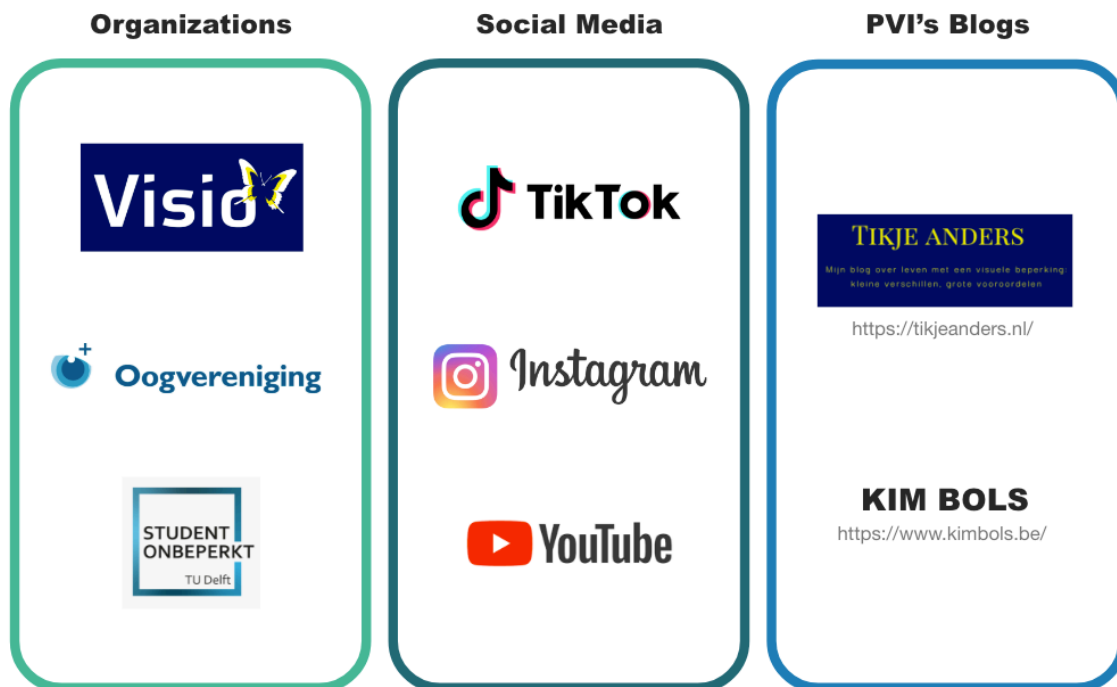 Organizations
Visio
Oogvereniging
STUDENT
ONBEPERKT
TU Delft
Social Media
TikTok
Instagram
YouTube
PVI's Blogs
TIKJE ANDERS
Mijn blog over leven met een visuele beperking:
kleine verschillen, grote vooroordelen
https://tikjeanders.nl/
KIM BOLS
https://www.kimbols.be/